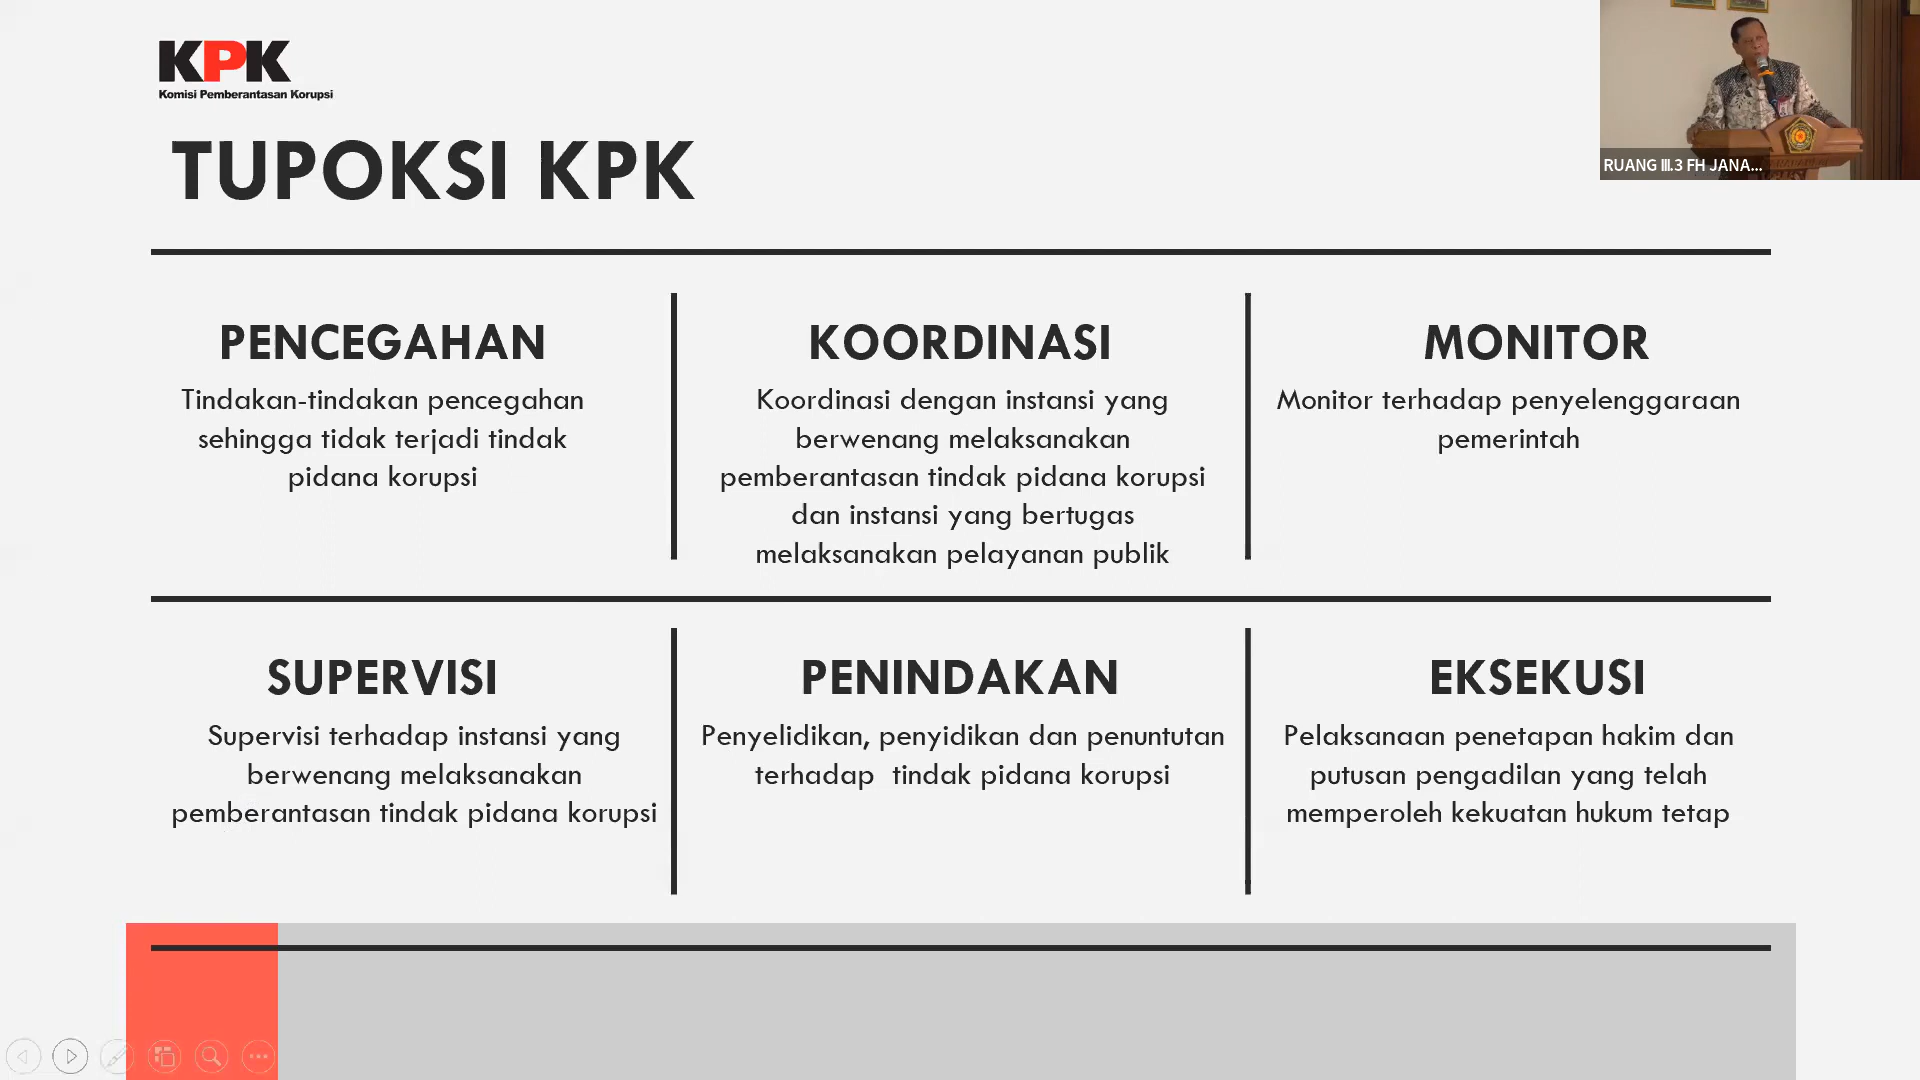 KPK
Komisi Pemberantasan Korupsi
TUPOKSI KPK
RUANG III.3 FH JANA...
PENCEGAHAN
Tindakan-tindakan pencegahan
sehingga tidak terjadi tindak
pidana korupsi
KOORDINASI
Koordinasi dengan instansi yang
berwenang melaksanakan
pemberantasan tindak pidana korupsi
dan instansi yang bertugas
melaksanakan pelayanan publik
MONITOR
Monitor terhadap penyelenggaraan
pemerintah
SUPERVISI
Supervisi terhadap instansi yang
berwenang melaksanakan
pemberantasan tindak pidana korupsi
PENINDAKAN
Penyelidikan, penyidikan dan penuntutan
terhadap  tindak pidana korupsi
EKSEKUSI
Pelaksanaan penetapan hakim dan
putusan pengadilan yang telah
memperoleh kekuatan hukum tetap